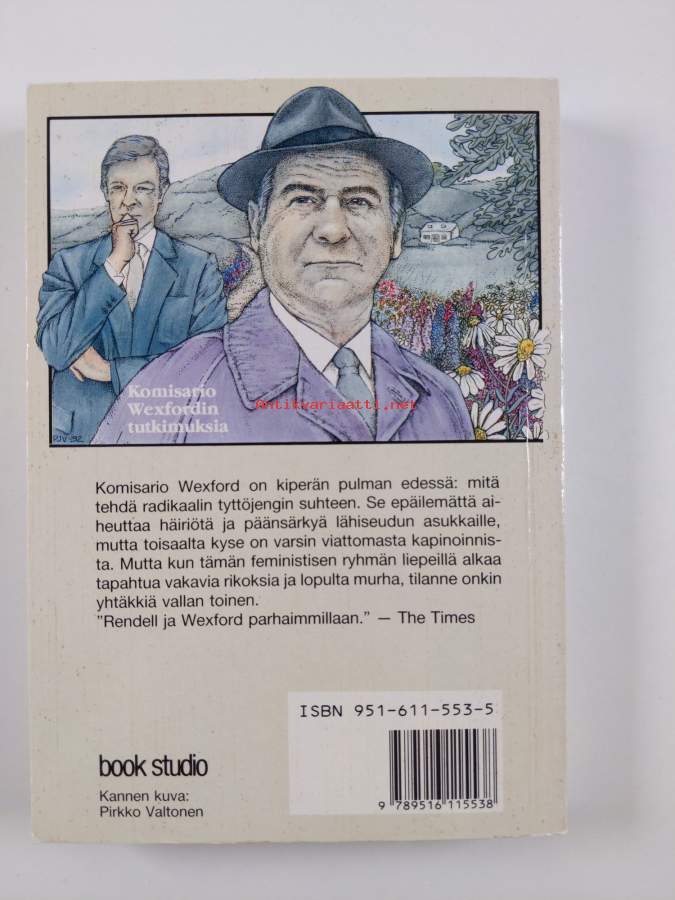 Komisario
Wexfordin
tutkimuksia
Antikvariaatti.net
PJV-92
Komisario Wexford on kiperän pulman edessä: mitä
tehdä radikaalin tyttöjengin suhteen. Se epäilemättä ai-
heuttaa häiriötä ja päänsärkyä lähiseudun asukkaille,
mutta toisaalta kyse on varsin viattomasta kapinoinnis-
ta. Mutta kun tämän feministisen ryhmän liepeillä alkaa
tapahtua vakavia rikoksia ja lopulta murha, tilanne onkin
yhtäkkiä vallan toinen.
”Rendell ja Wexford parhaimmillaan.” — The Times
ISBN 951-611-553-5
9 789516 115538
book studio
Kannen kuva:
Pirkko Valtonen